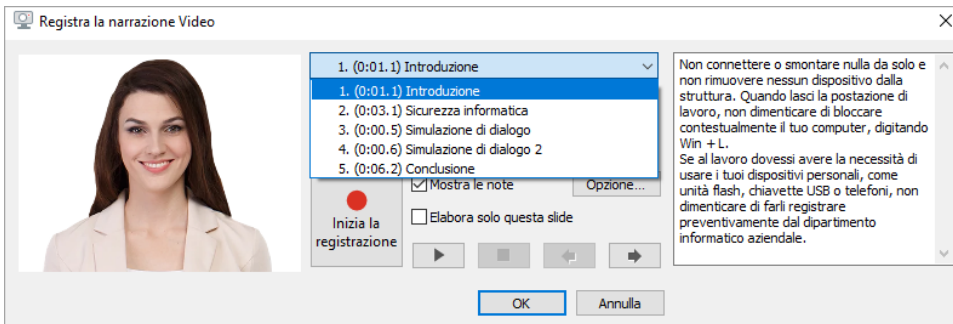 Registra la narrazione Video
1. (0:01.1) Introduzione
1. (0:01.1) Introduzione
2. (0:03.1) Sicurezza informatica
3. (0:00.5) Simulazione di dialogo
4. (0:00.6) Simulazione di dialogo 2
5. (0:06.2) Conclusione
Inizia la
registrazione
Mostra le note
Opzione...
Elabora solo questa slide
OK
Annulla
Non connettere o smontare nulla da solo e
non rimuovere nessun dispositivo dalla
struttura. Quando lasci la postazione di
lavoro, non dimenticare di bloccare
contestualmente il tuo computer, digitando
Win + L.
Se al lavoro dovessi avere la necessità di
usare i tuoi dispositivi personali, come
unità flash, chiavette USB o telefoni, non
dimenticare di farli registrare
preventivamente dal dipartimento
informatico aziendale.